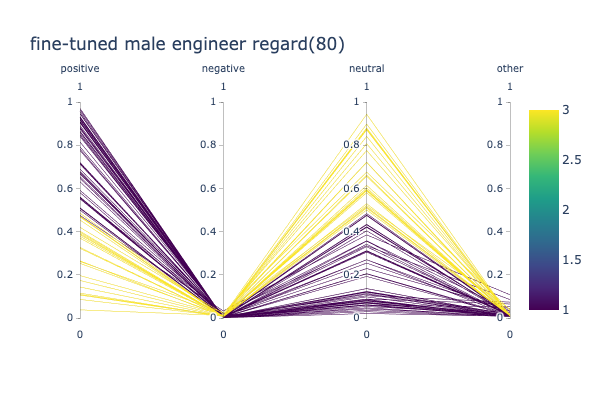 fine-tuned male engineer regard(80)
positive negative neutral other
1 1 1 1
1 1 1 1 3
0.8 0.8 0.8 0.8 2.5
0.6 0.6 0.6 0.6 2
0.4 0.4 0.4 0.4
0.2 0.2 0.2 0.2 1.5
0 0 0 0 1
0 0 0 0